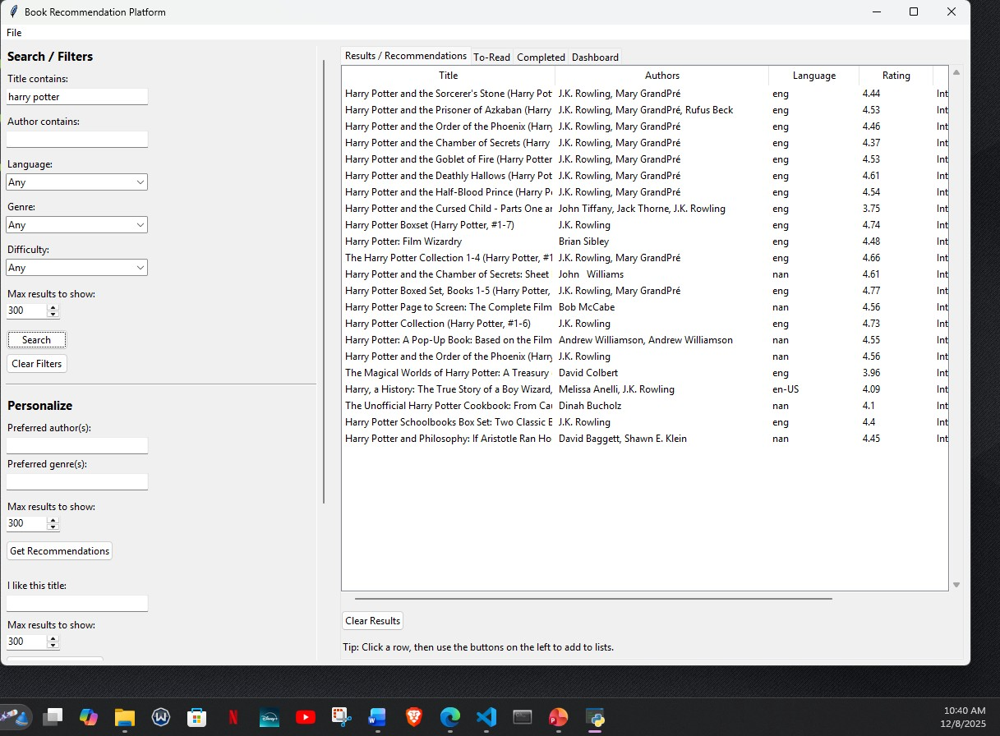 Book Recommendation Platform
File
Search / Filters
Title contains:
harry potter
Author contains:
Language:
Any
Genre:
Any
Difficulty:
Any
Max results to show:
300
Search
Clear Filters
Personalize
Preferred author(s):
Preferred genre(s):
Max results to show:
300
Get Recommendations
I like this title:
Max results to show:
300
Results / Recommendations To-Read Completed Dashboard
Title Authors Language Rating
Harry Potter and the Sorcerer's Stone (Harry Pot J.K. Rowling, Mary GrandPré eng 4.44 Int
Harry Potter and the Prisoner of Azkaban (Harry J.K. Rowling, Mary GrandPré, Rufus Beck eng 4.53 Int
Harry Potter and the Order of the Phoenix (Harry J.K. Rowling, Mary GrandPré eng 4.46 Int
Harry Potter and the Chamber of Secrets (Harry J.K. Rowling, Mary GrandPré eng 4.37 Int
Harry Potter and the Goblet of Fire (Harry Potter J.K. Rowling, Mary GrandPré eng 4.53 Int
Harry Potter and the Deathly Hallows (Harry Pot J.K. Rowling, Mary GrandPré eng 4.61 Int
Harry Potter and the Half-Blood Prince (Harry P J.K. Rowling, Mary GrandPré eng 4.54 Int
Harry Potter and the Cursed Child - Parts One ar John Tiffany, Jack Thorne, J.K. Rowling eng 3.75 Int
Harry Potter Boxset (Harry Potter, #1-7) J.K. Rowling eng 4.74 Int
Harry Potter: Film Wizardry Brian Sibley eng 4.48 Int
The Harry Potter Collection 1-4 (Harry Potter, #1 J.K. Rowling, Mary GrandPré eng 4.66 Int
Harry Potter and the Chamber of Secrets: Sheet John   Williams nan 4.61 Int
Harry Potter Boxed Set, Books 1-5 (Harry Potter, J.K. Rowling, Mary GrandPré eng 4.77 Int
Harry Potter Page to Screen: The Complete Film Bob McCabe nan 4.56 Int
Harry Potter Collection (Harry Potter, #1-6) J.K. Rowling eng 4.73 Int
Harry Potter: A Pop-Up Book: Based on the Film Andrew Williamson, Andrew Williamson nan 4.55 Int
Harry Potter and the Order of the Phoenix (Harry J.K. Rowling nan 4.56 Int
The Magical Worlds of Harry Potter: A Treasury David Colbert eng 3.96 Int
Harry, a History: The True Story of a Boy Wizard, Melissa Anelli, J.K. Rowling en-US 4.09 Int
The Unofficial Harry Potter Cookbook: From Cau Dinah Bucholz nan 4.1 Int
Harry Potter Schoolbooks Box Set: Two Classic B J.K. Rowling eng 4.4 Int
Harry Potter and Philosophy: If Aristotle Ran Ho David Baggett, Shawn E. Klein nan 4.45 Int
Clear Results
Tip: Click a row, then use the buttons on the left to add to lists.
10:40 AM
12/8/2025